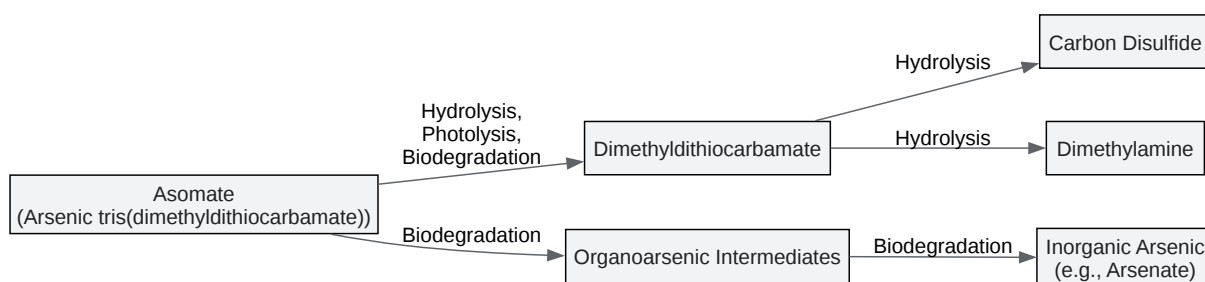 Carbon Disulfide
Hydrolysis
Hydrolysis,
Photolysis,
Biodegradation
Dimethyldithiocarbamate
Hydrolysis
Dimethylamine
Asomate
(Arsenic tris(dimethyldithiocarbamate))
Biodegradation
Organoarsenic Intermediates
Biodegradation
Inorganic Arsenic
(e.g., Arsenate)